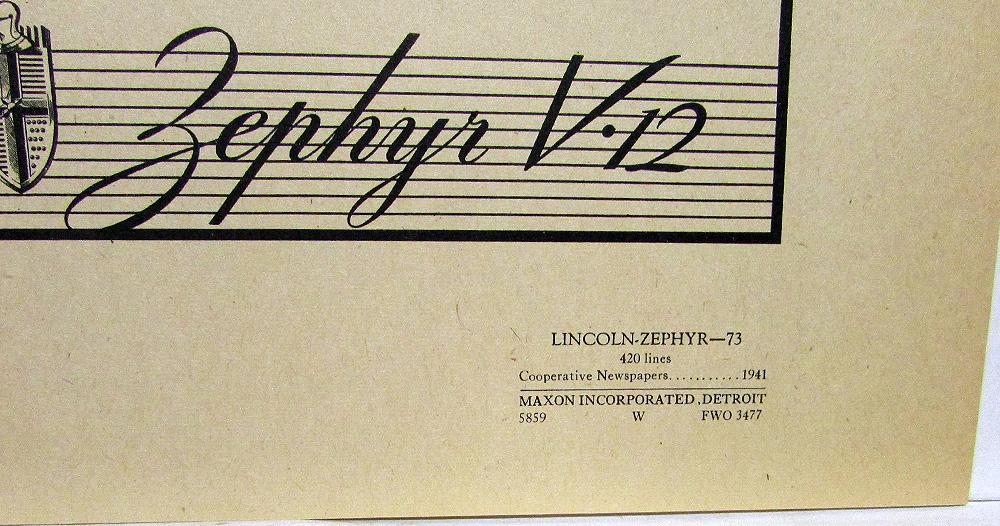 Zephyr V·12
LINCOLN-ZEPHYR—73
420 lines
Cooperative Newspapers...........1941
MAXON INCORPORATED, DETROIT
5859 W FWO 3477